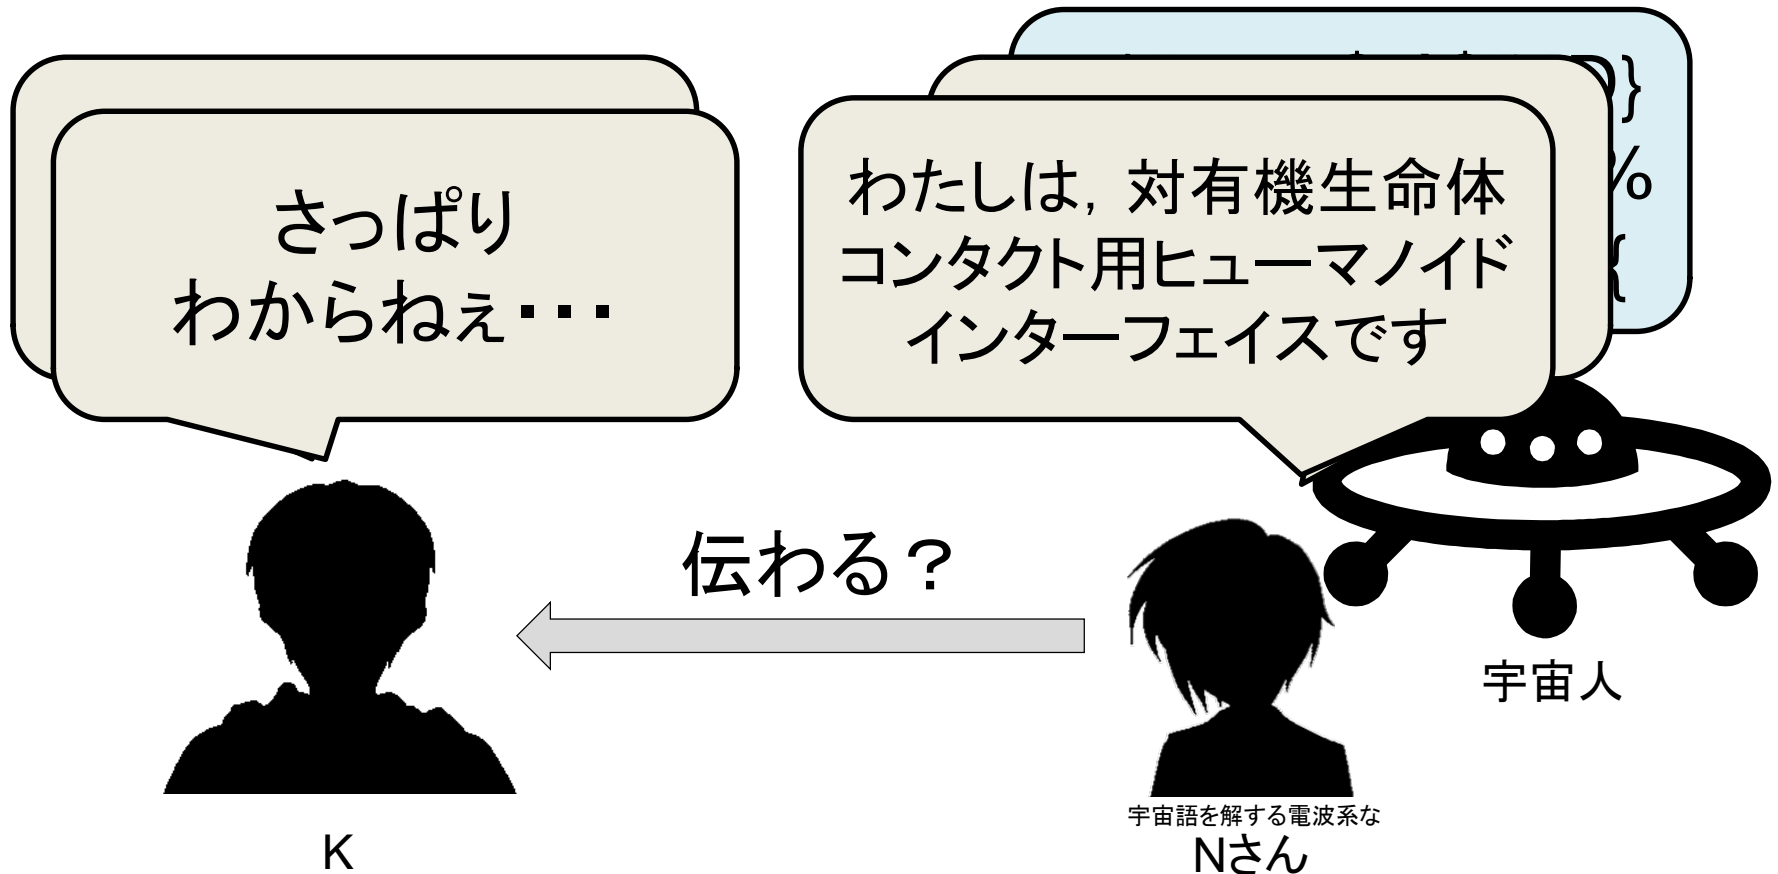 さっぱり
わからねぇ・・・
わたしは，対有機生命体
コンタクト用ヒューマノイド
インターフェイスです
}
%
{
伝わる？
宇宙人
宇宙語を解する電波系な
K
Nさん